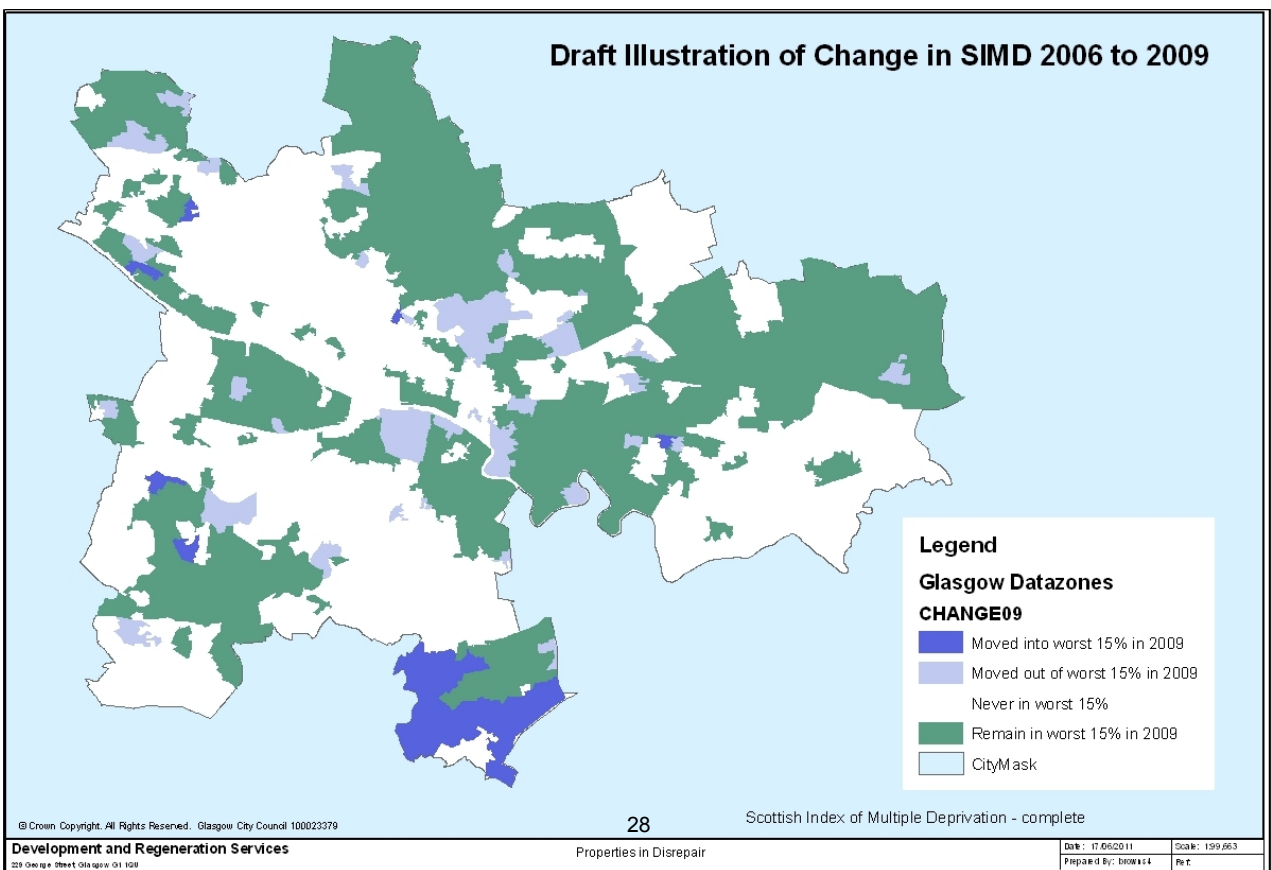 Draft Illustration of Change in SIMD 2006 to 2009
Legend
Glasgow Datazones
CHANGE09
Moved into worst 15% in 2009
Moved out of worst 15% in 2009
Never in worst 15%
Remain in worst 15% in 2009
CityMask
© Crown Copyright. All Rights Reserved. Glasgow City Council 100023379
28
Scottish Index of Multiple Deprivation - complete
Development and Regeneration Services
229 George Street, Glasgow G1 1QU
Properties in Disrepair
Date: 17/06/2011
Scale: 1:99,663
Prepared By: browns4
Ref: